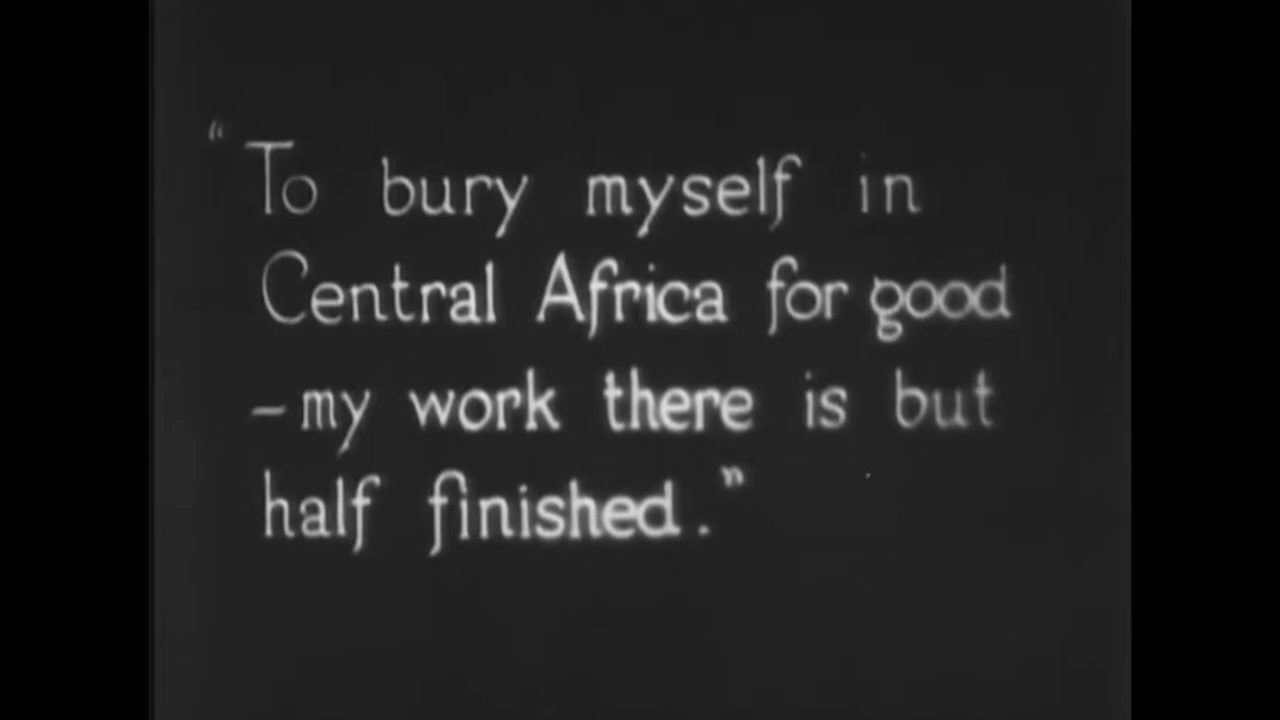 “To bury myself in
Central Africa for good
– my work there is but
half finished.”